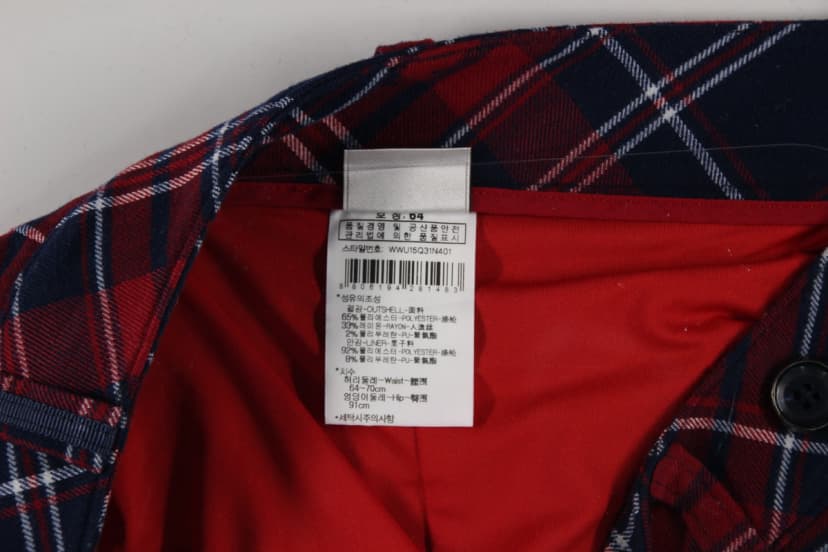 호칭: 64
품질경영 및 공산품안전
관리법에 의한 품질표시
스타일번호: WWU15Q31N401
8806194281483
*섬유의조성
겉감-OUTSHELL-面料
65%폴리에스터-POLYESTER-涤纶
33%레이온-RAYON-人造丝
2%폴리우레탄-PU-聚氨酯
안감-LINER-里子料
92%폴리에스터-POLYESTER-涤纶
8%폴리우레탄-PU-聚氨酯
*치수
허리둘레-Waist-腰围
64~70cm
엉덩이둘레-Hip-臀围
91cm
*세탁시주의사항